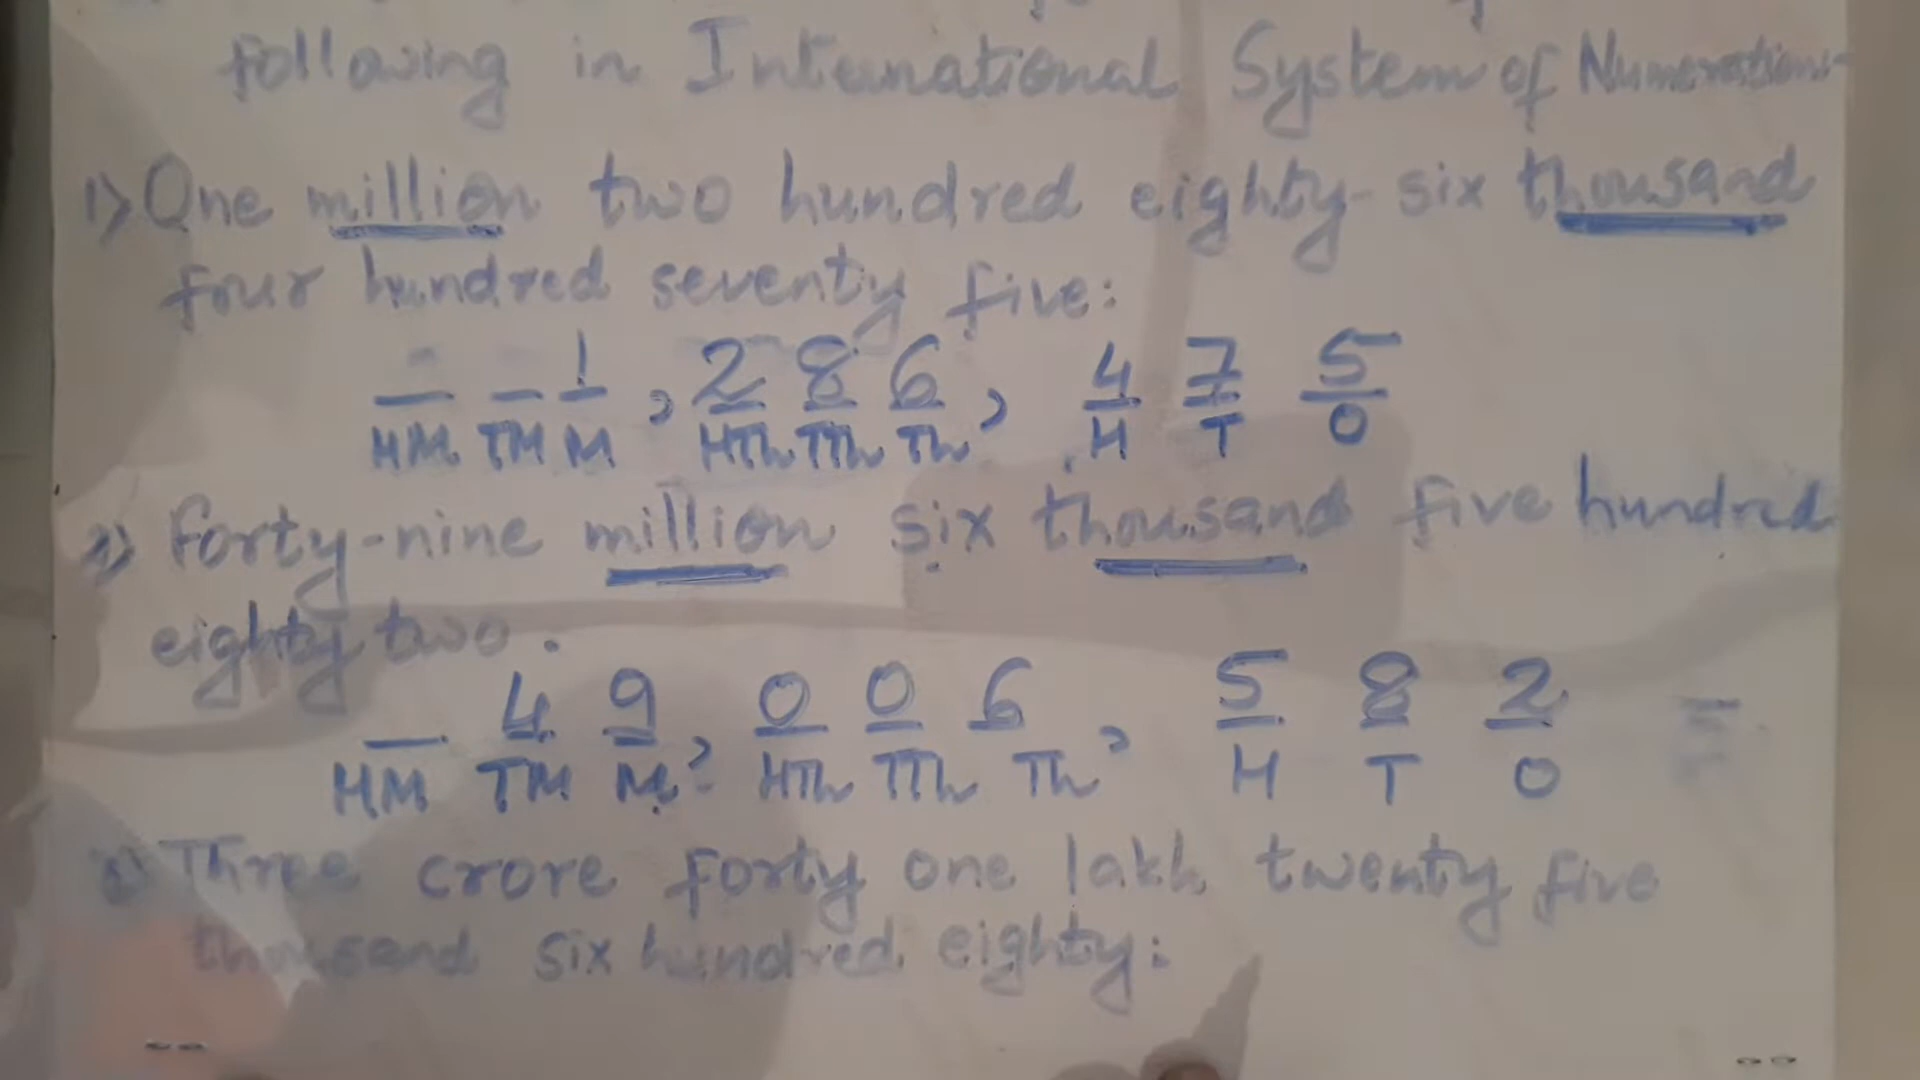 following in International System of Numeration-
1) One million two hundred eighty-six thousand
four hundred seventy five:
_ _ 1 , 2 8 6 , 4 7 5
HM TM M HTh TTh Th H T O
2) forty-nine million six thousand five hundred
eighty two.
_ 4 9 , 0 0 6 , 5 8 2
HM TM M HTh TTh Th H T O
Three crore forty one lakh twenty five
thousand six hundred eighty: